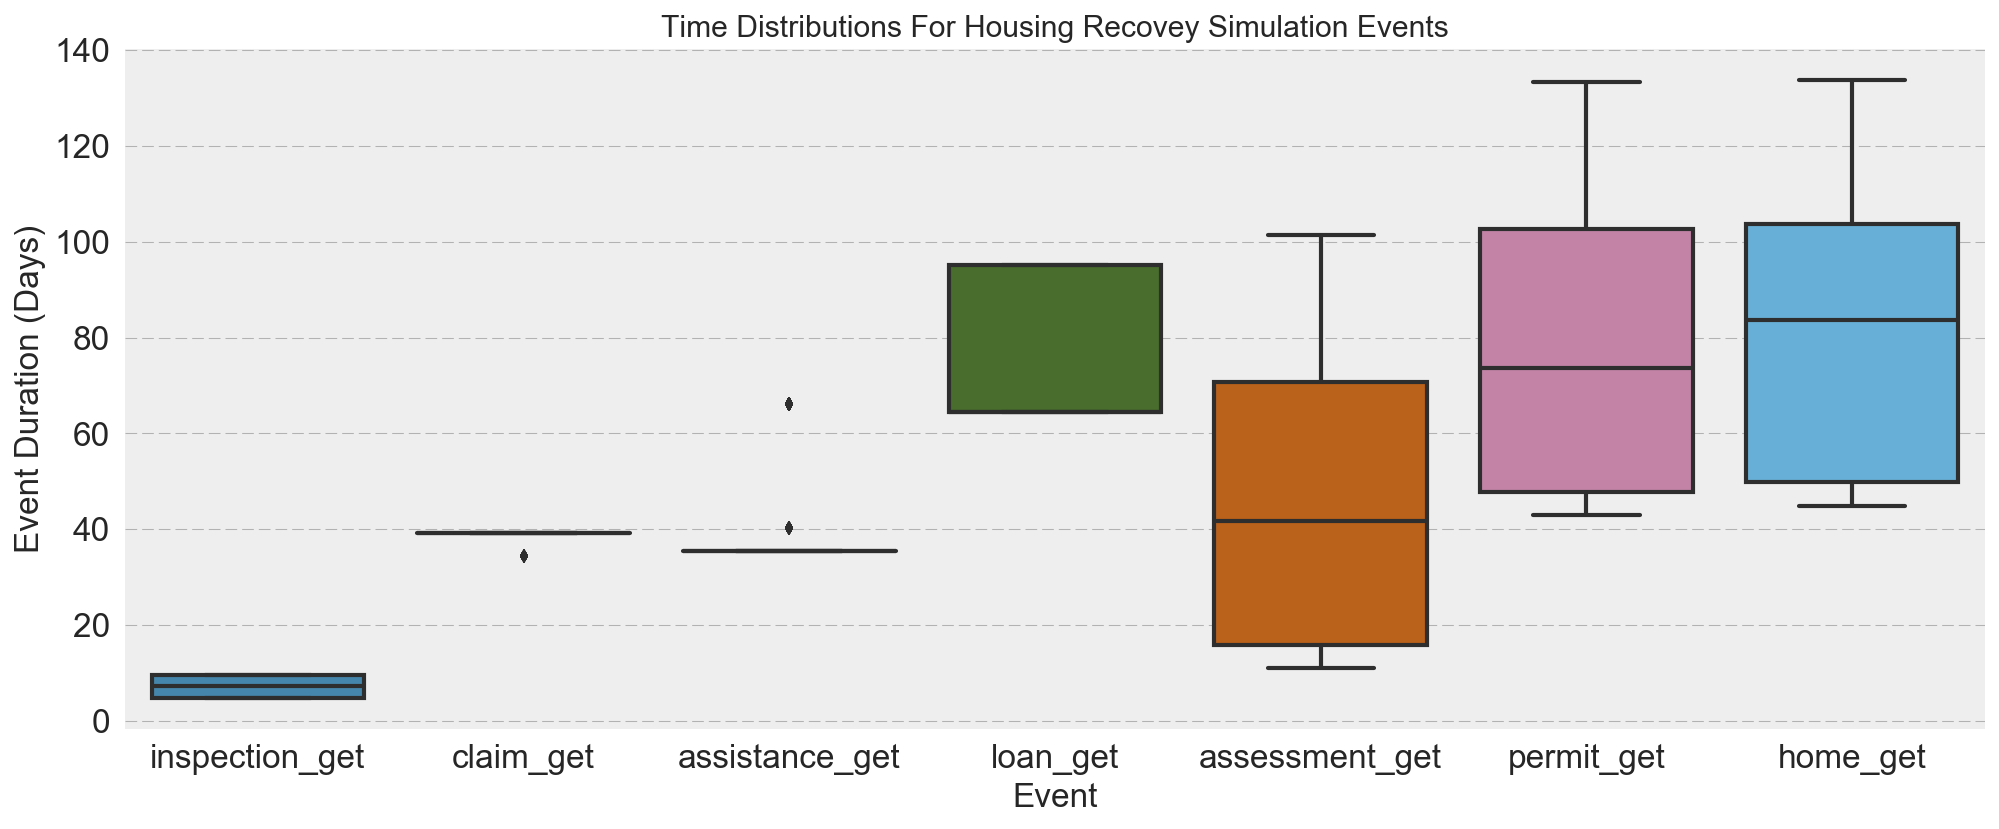 Time Distributions For Housing Recovey Simulation Events
140
120
100
80
60
40
20
0
Event Duration (Days)
inspection_get claim_get assistance_get loan_get assessment_get permit_get home_get
Event